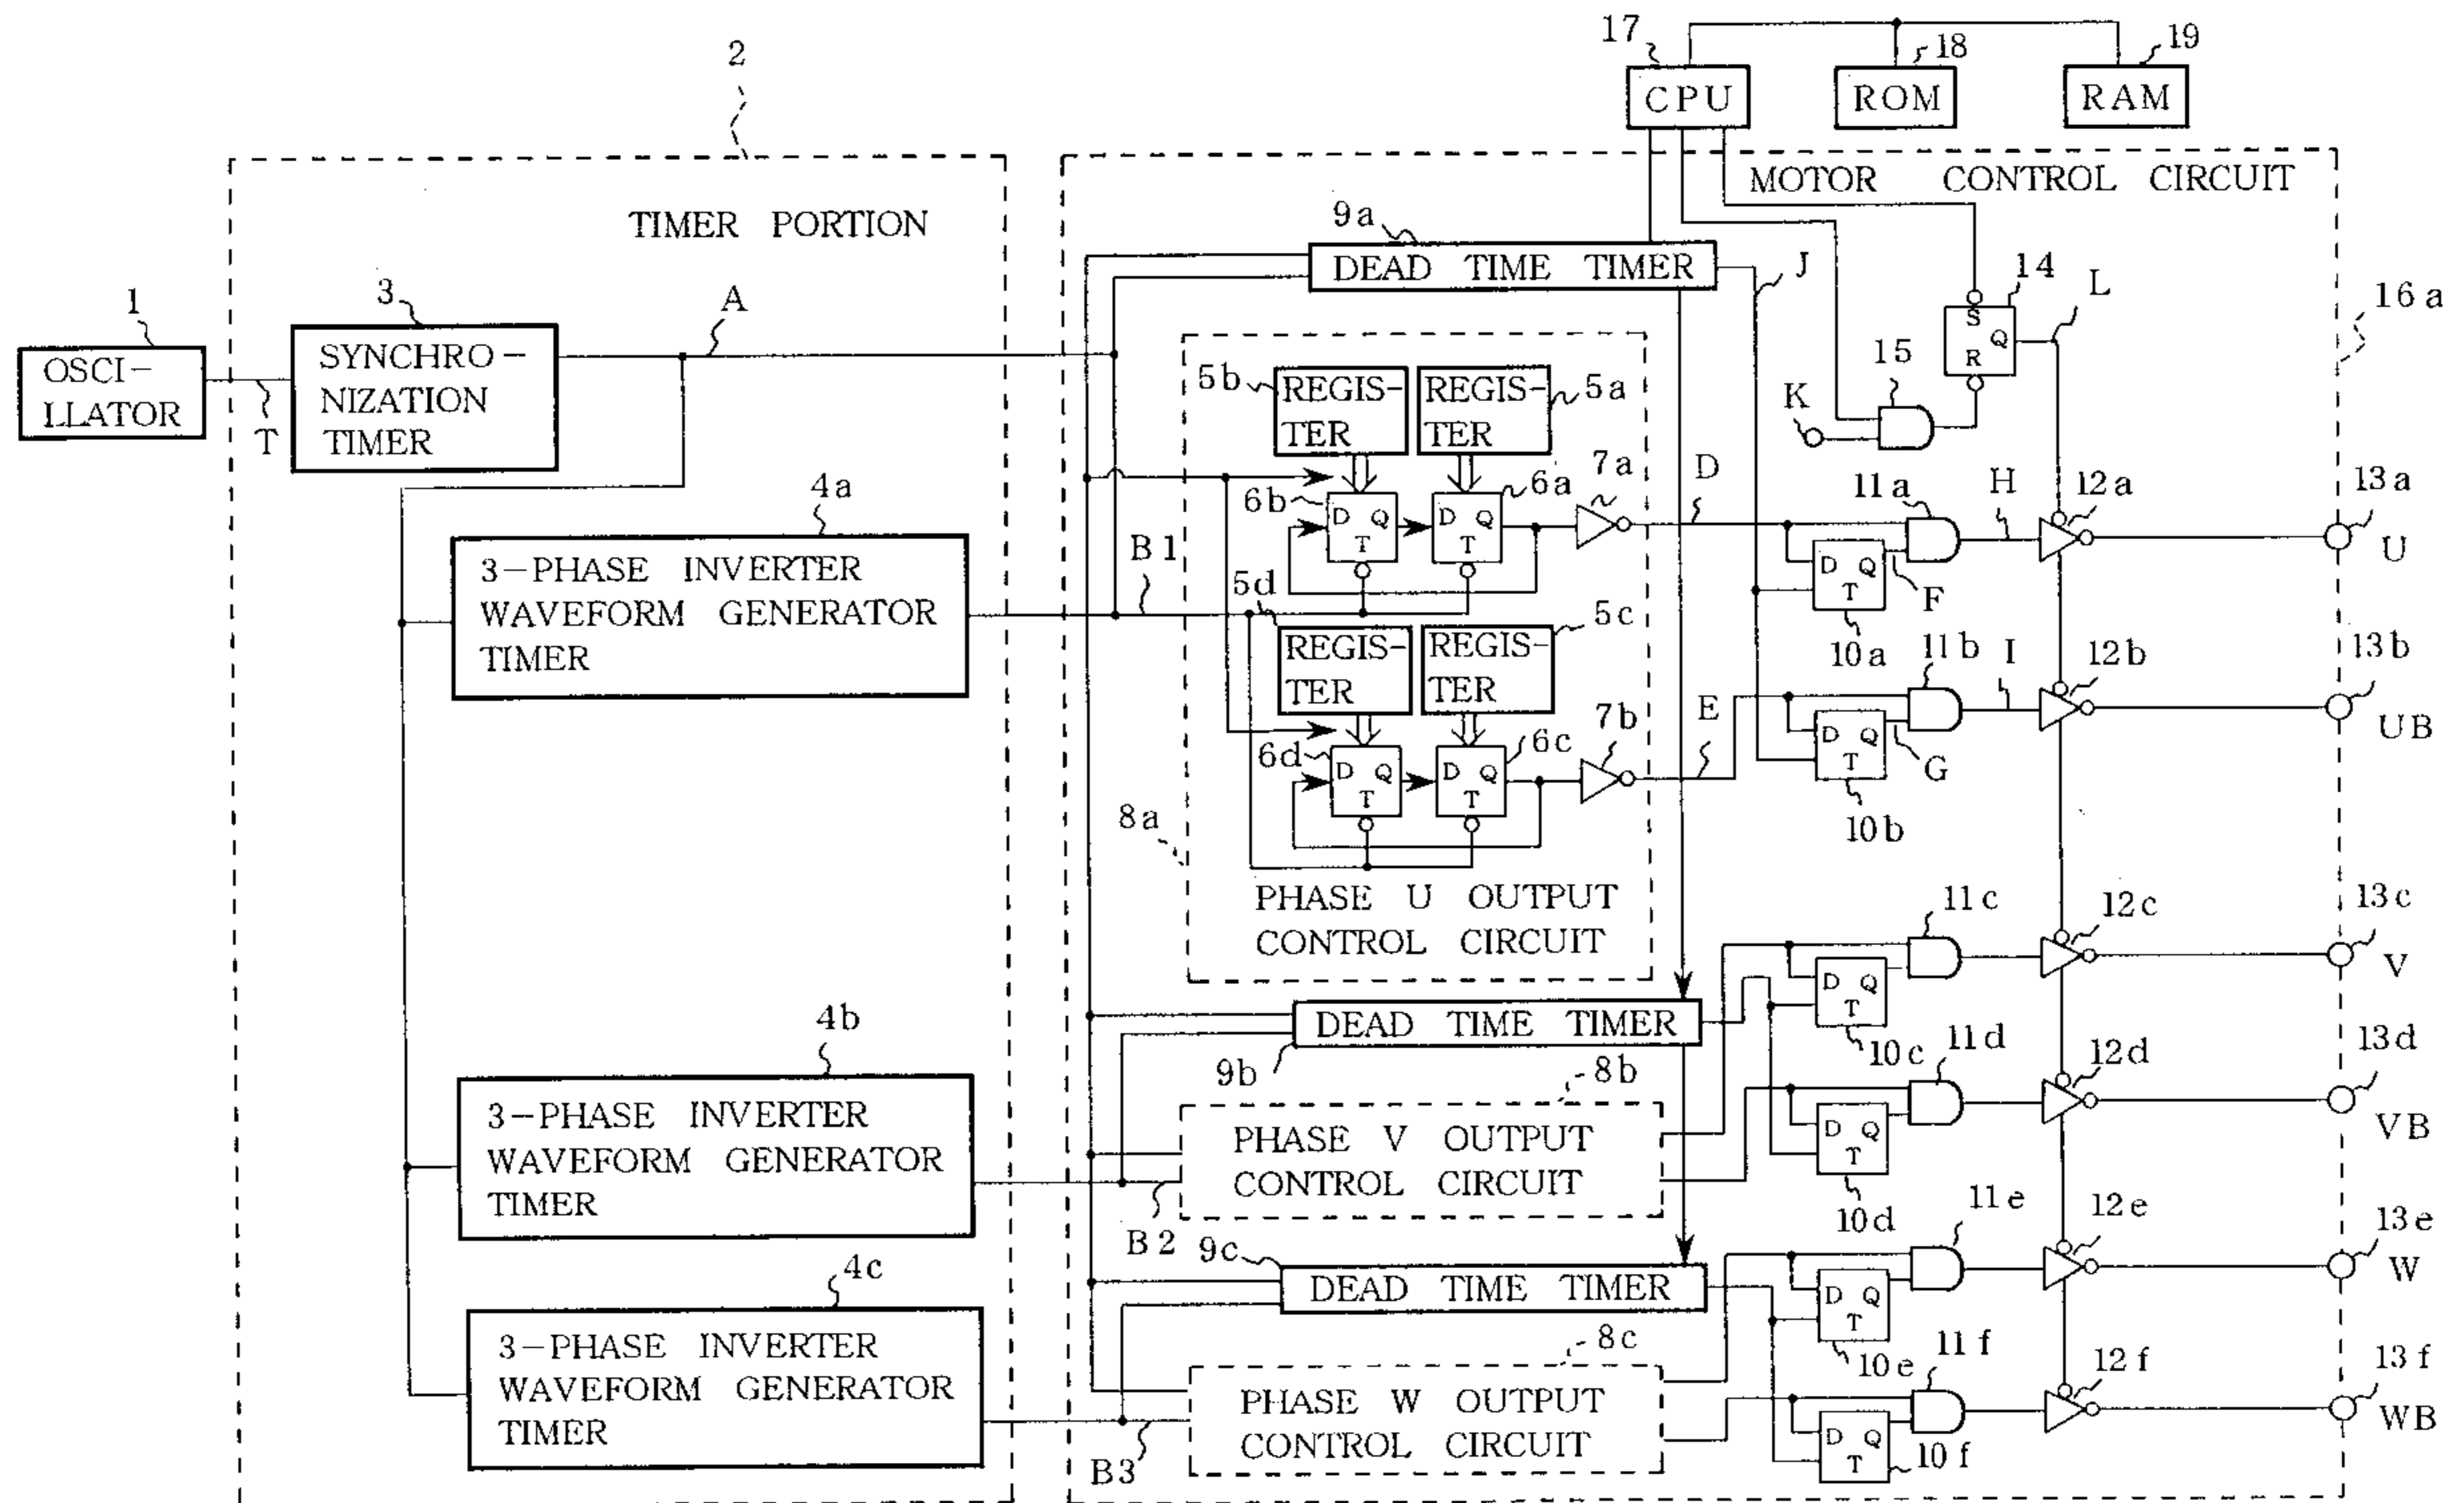 17
18
19
CPU
ROM
RAM
2
MOTOR CONTROL CIRCUIT
TIMER PORTION
9a
DEAD TIME TIMER
J
14
L
16a
S
Q
R
15
K
1
OSCI-
LLATOR
T
3
SYNCHRO-
NIZATION
TIMER
A
5b
REGIS-
TER
REGIS-
TER
5a
6b
D Q
T
D Q
T
6a
7a
D
11a
H
12a
13a
U
D Q
T
F
10a
4a
3-PHASE INVERTER
WAVEFORM GENERATOR
TIMER
B1
5d
REGIS-
TER
REGIS-
TER
5c
6d
D Q
T
D Q
T
6c
7b
E
11b
I
12b
13b
UB
D Q
T
G
10b
8a
PHASE U OUTPUT
CONTROL CIRCUIT
11c
12c
13c
V
D Q
T
10c
DEAD TIME TIMER
9b
4b
3-PHASE INVERTER
WAVEFORM GENERATOR
TIMER
B2
8b
PHASE V OUTPUT
CONTROL CIRCUIT
11d
12d
13d
VB
D Q
T
10d
9c
DEAD TIME TIMER
11e
12e
13e
W
D Q
T
10e
4c
3-PHASE INVERTER
WAVEFORM GENERATOR
TIMER
B3
8c
PHASE W OUTPUT
CONTROL CIRCUIT
11f
12f
13f
WB
D Q
T
10f